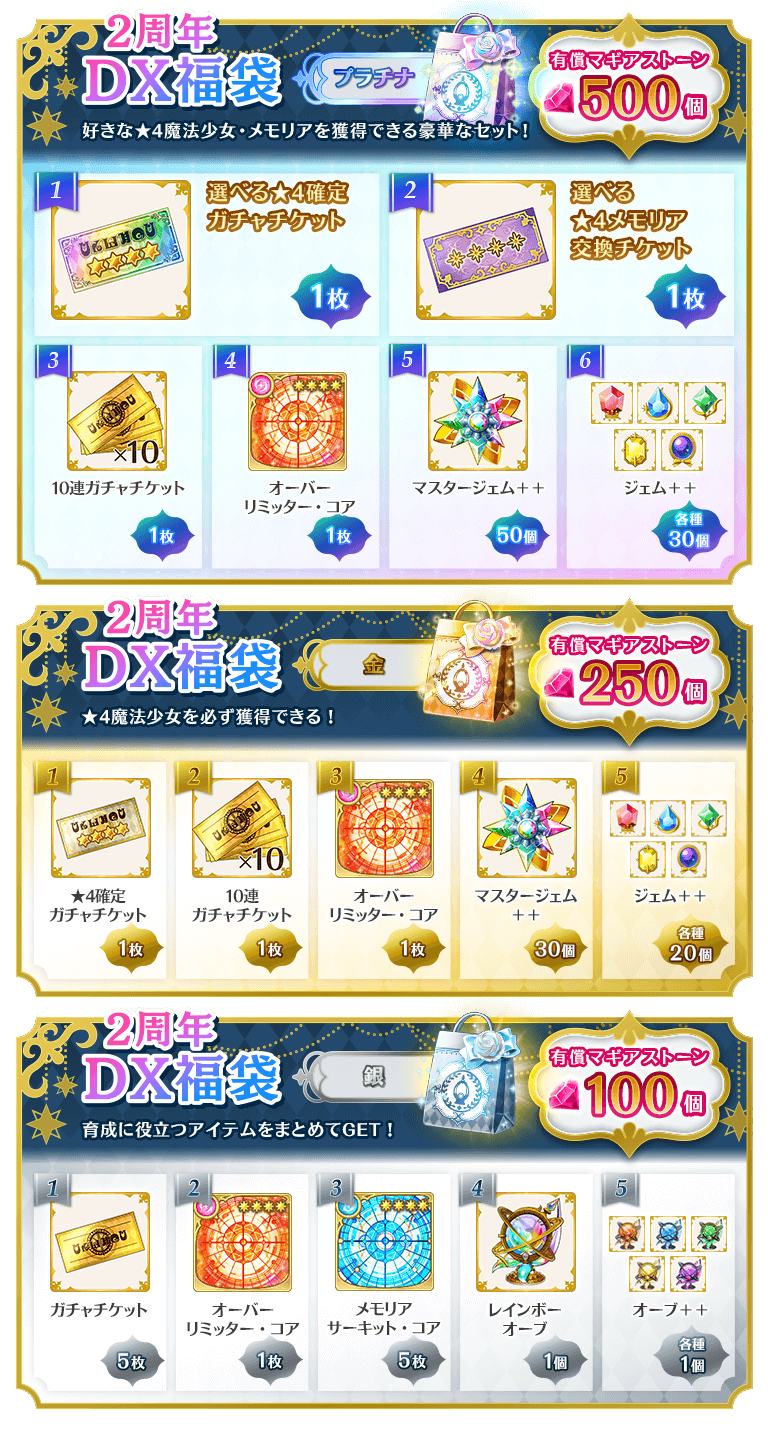 2周年
DX福袋
プラチナ
有償マギアストーン
500個
好きな★4魔法少女・メモリアを獲得できる豪華なセット!
1
選べる★4確定
ガチャチケット
1枚
2
選べる
★4メモリア
交換チケット
1枚
3
×10
10連ガチャチケット
1枚
4
オーバー
リミッター・コア
1枚
5
マスタージェム++
50個
6
ジェム++
各種
30個
2周年
DX福袋
金
有償マギアストーン
250個
★4魔法少女を必ず獲得できる!
1
★4確定
ガチャチケット
1枚
2
×10
10連
ガチャチケット
1枚
3
オーバー
リミッター・コア
1枚
4
マスタージェム
++
30個
5
ジェム++
各種
20個
2周年
DX福袋
銀
有償マギアストーン
100個
育成に役立つアイテムをまとめてGET!
1
ガチャチケット
5枚
2
オーバー
リミッター・コア
1枚
3
メモリア
サーキット・コア
5枚
4
レインボー
オーブ
1個
5
オーブ++
各種
1個